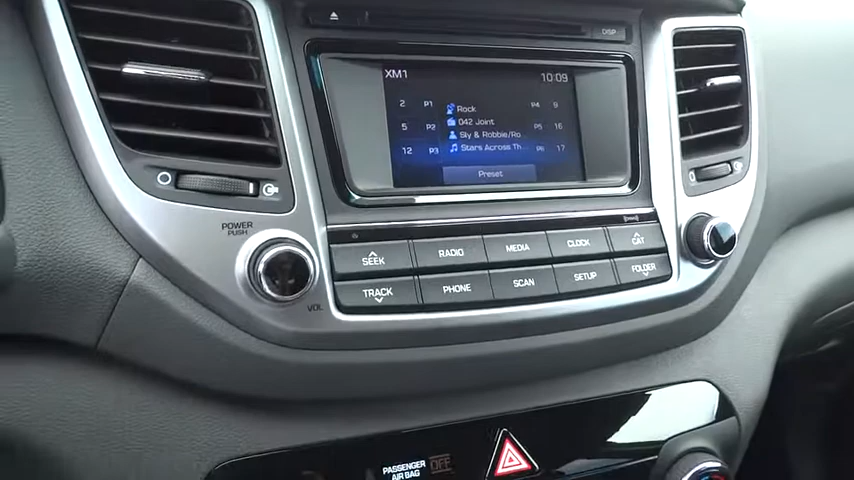 DISP
XM1 10:09
2 P1 Rock P4 9
5 P2 042 Joint P5 16
12 P3 Sly & Robbie/Ro P6 17
Stars Across Th
Preset
POWER
PUSH
VOL
SEEK RADIO MEDIA CLOCK CAT
TRACK PHONE SCAN SETUP FOLDER
PASSENGER
AIR BAG OFF